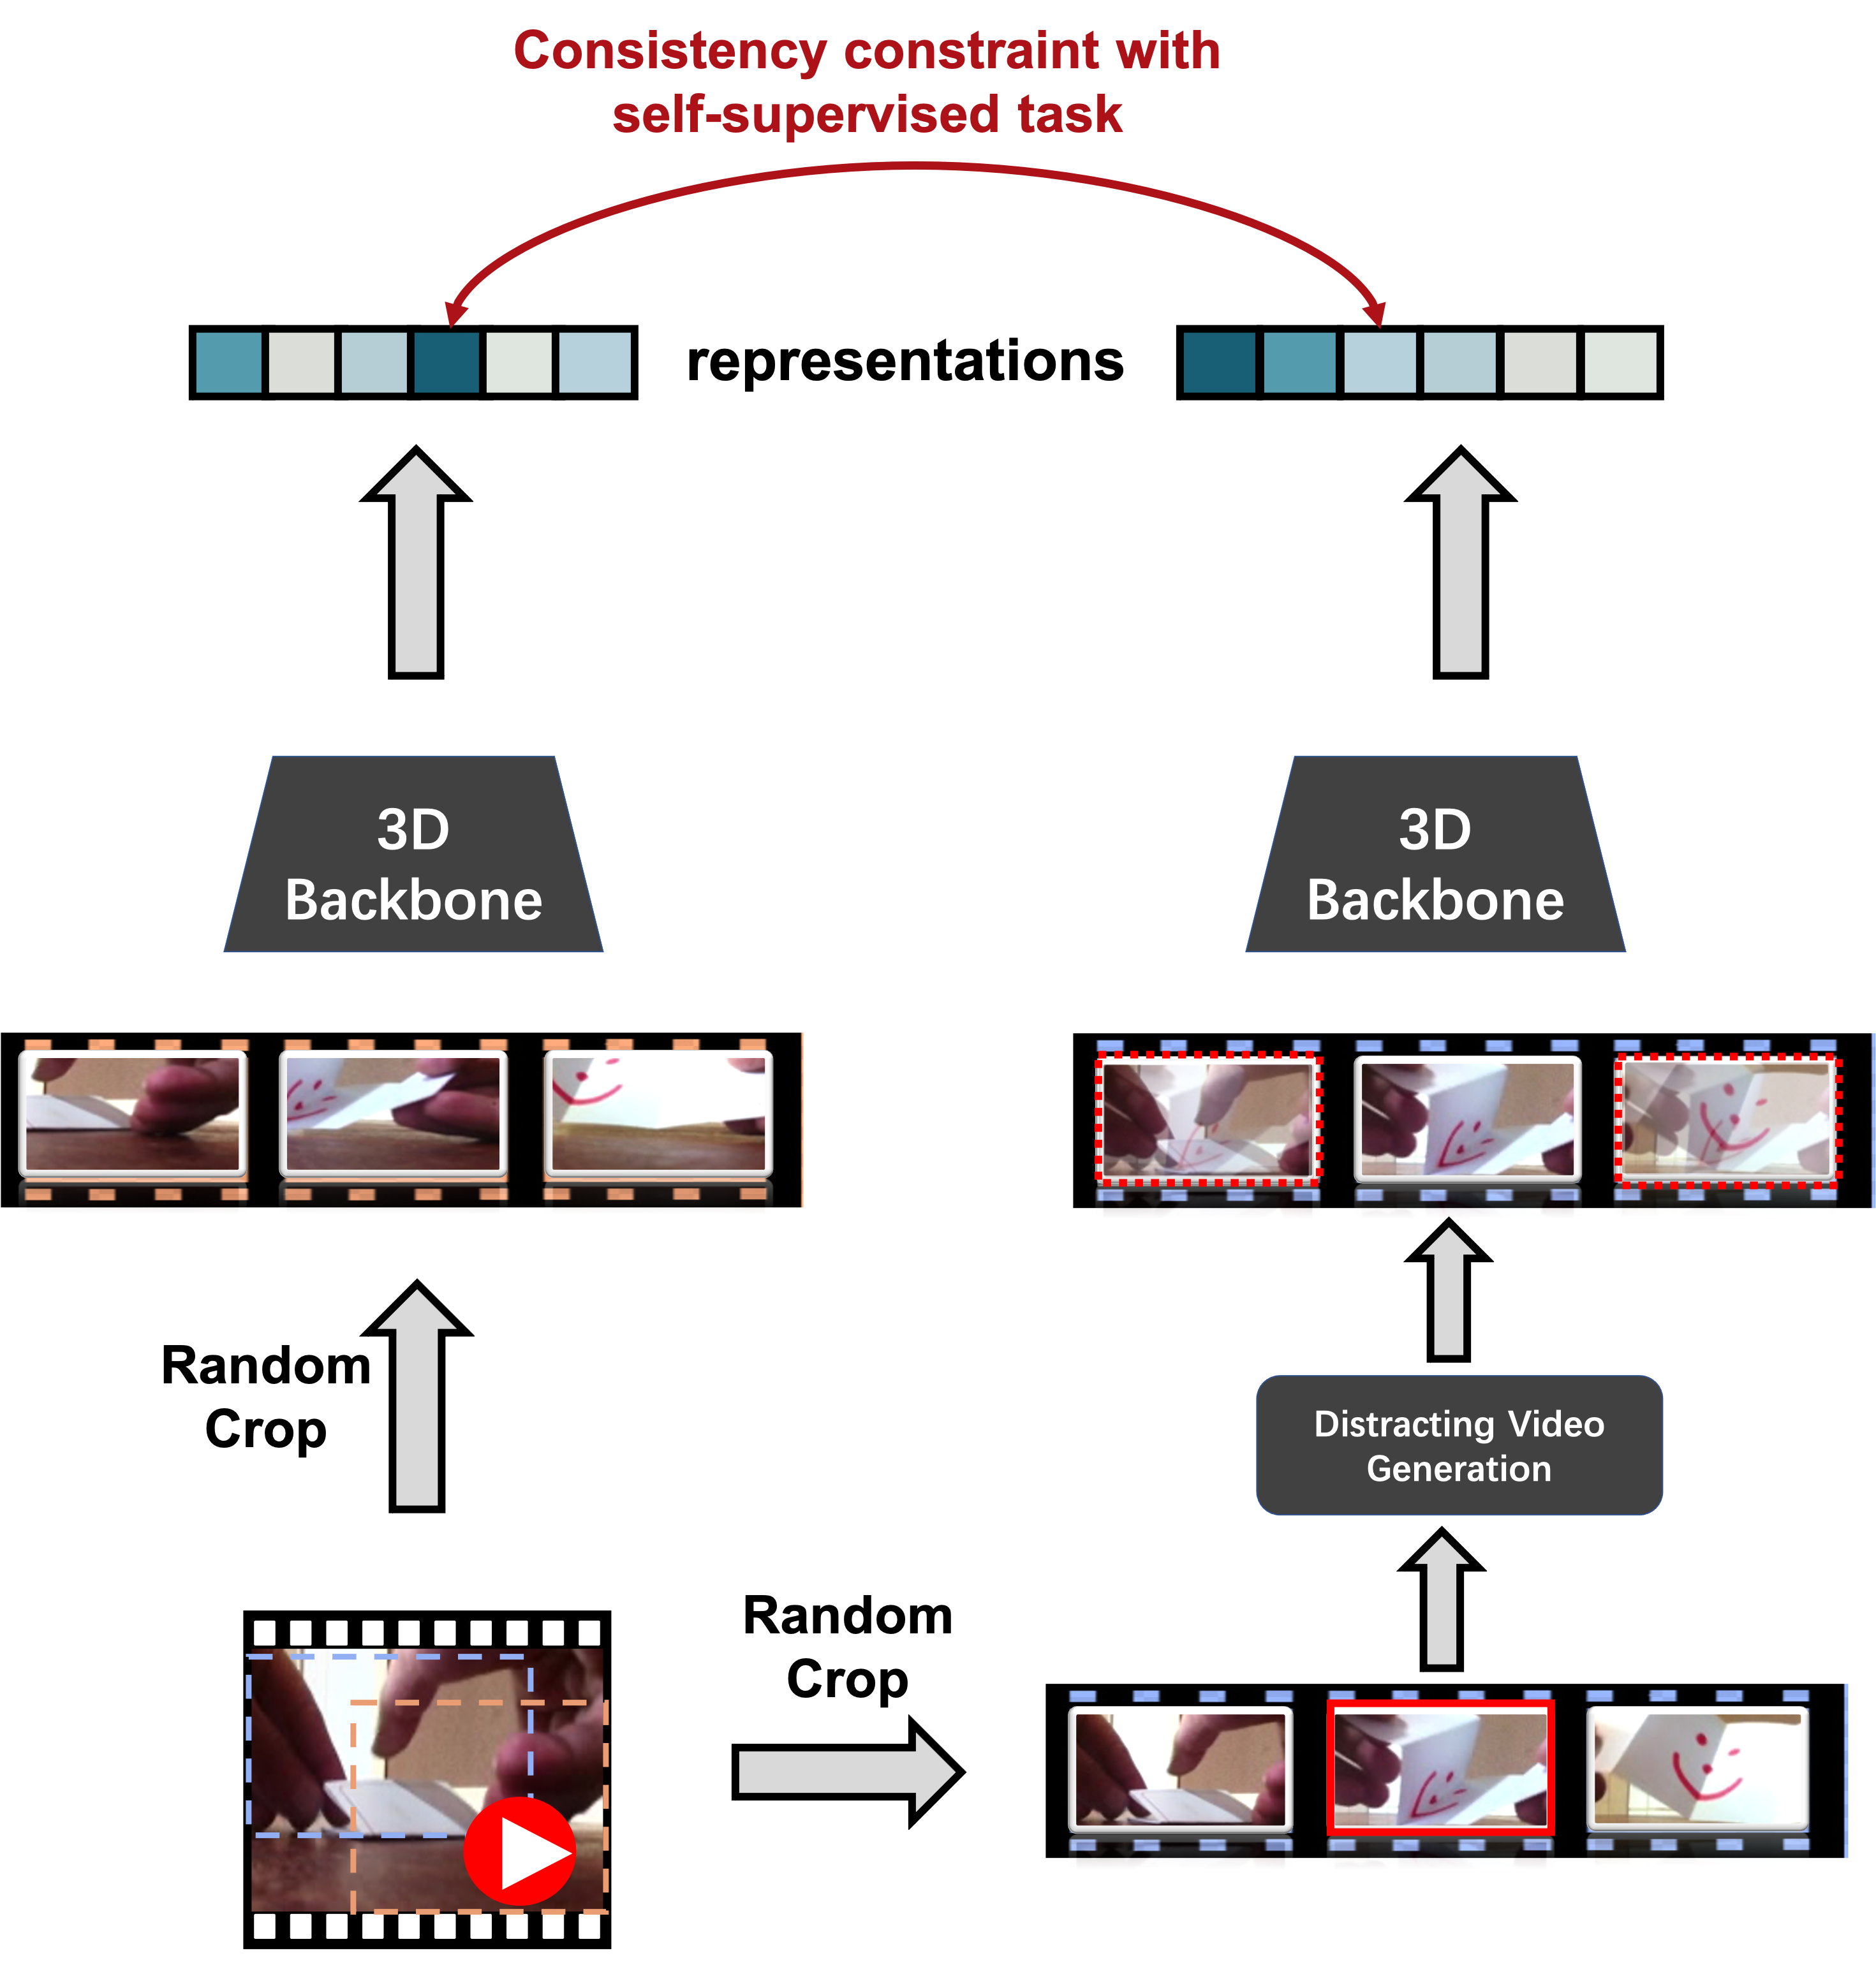 Consistency constraint with
self-supervised task
representations
3D
Backbone
3D
Backbone
Random
Crop
Distracting Video
Generation
Random
Crop